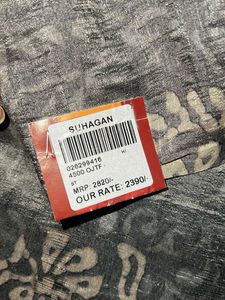 SUHAGAN
026299416
4500 OJTF -
MRP: 2820/-
OUR RATE: 2390/-